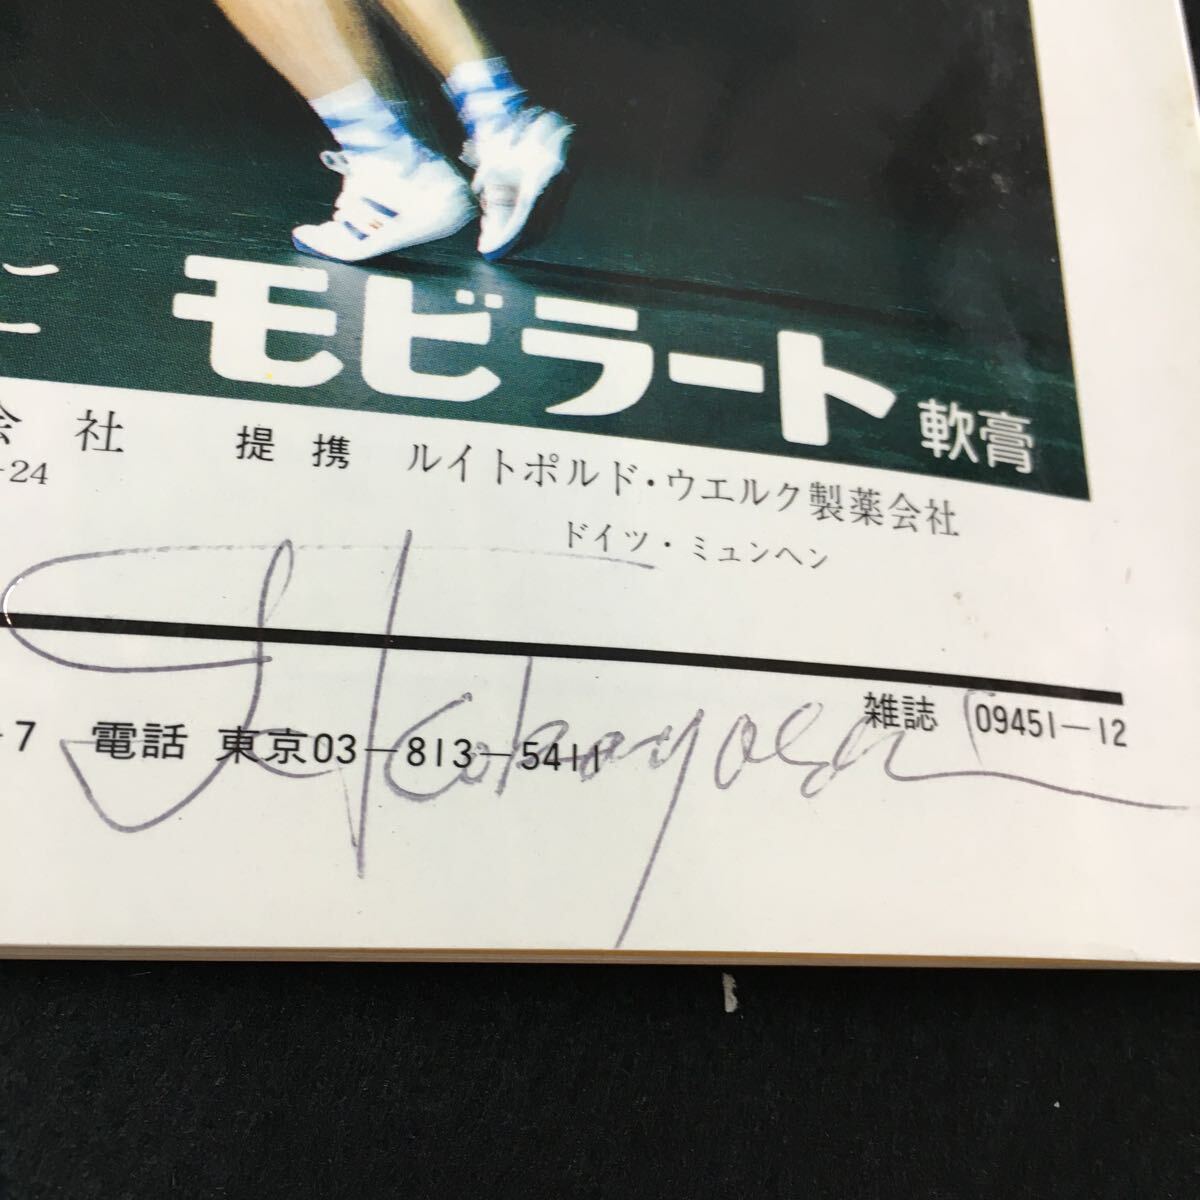 モビラート 軟膏
会社 提携 ルイトポルド・ウエルク製薬会社
-24
ドイツ・ミュンヘン
雑誌 09451-12
-7 電話 東京03-813-5411